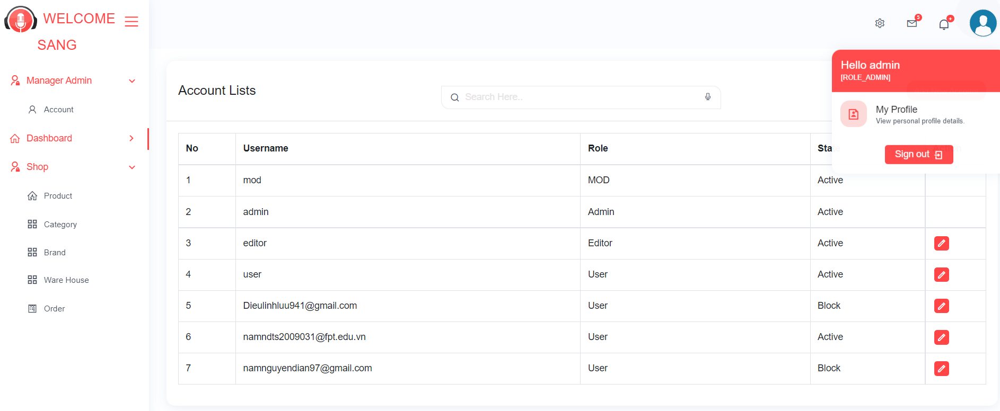 WELCOME
SANG
Manager Admin
Account
Dashboard
Shop
Product
Category
Brand
Ware House
Order
5
+
Hello admin
[ROLE_ADMIN]
My Profile
View personal profile details.
Sign out
Account Lists
Search Here..
No Username Role
1 mod MOD Active
2 admin Admin Active
3 editor Editor Active
4 user User Active
5 Dieulinhluu941@gmail.com User Block
6 namndts2009031@fpt.edu.vn User Active
7 namnguyendian97@gmail.com User Block